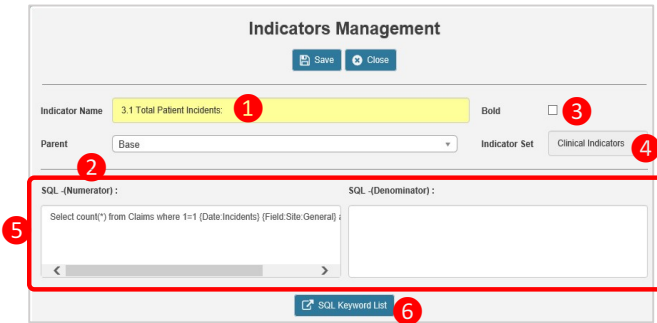 Indicators Management
Save Close
Indicator Name 3.1 Total Patient Incidents: 1 Bold 3
Parent Base Indicator Set Clinical Indicators 4
2
SQL -(Numerator) : SQL -(Denominator) :
5 Select count(*) from Claims where 1=1 {Date:Incidents} {Field:Site:General}
SQL Keyword List 6